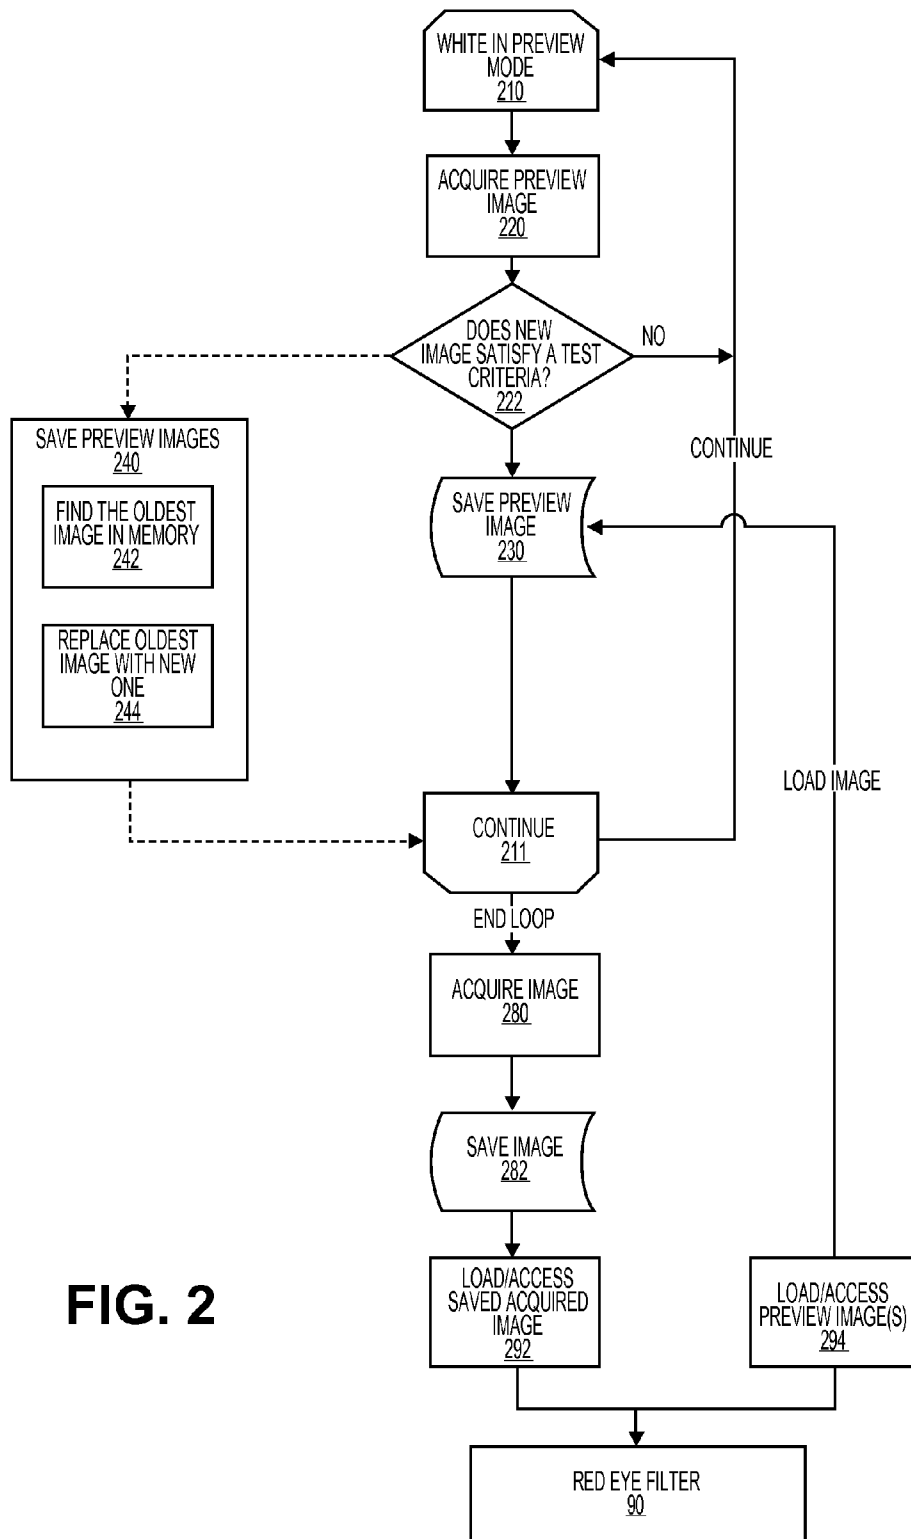 WHITE IN PREVIEW
MODE
210
ACQUIRE PREVIEW
IMAGE
220
DOES NEW
IMAGE SATISFY A TEST
CRITERIA?
222
NO
CONTINUE
SAVE PREVIEW IMAGES
240
FIND THE OLDEST
IMAGE IN MEMORY
242
REPLACE OLDEST
IMAGE WITH NEW
ONE
244
SAVE PREVIEW
IMAGE
230
LOAD IMAGE
CONTINUE
211
END LOOP
ACQUIRE IMAGE
280
SAVE IMAGE
282
LOAD/ACCESS
SAVED ACQUIRED
IMAGE
292
LOAD/ACCESS
PREVIEW IMAGE(S)
294
FIG. 2
RED EYE FILTER
90